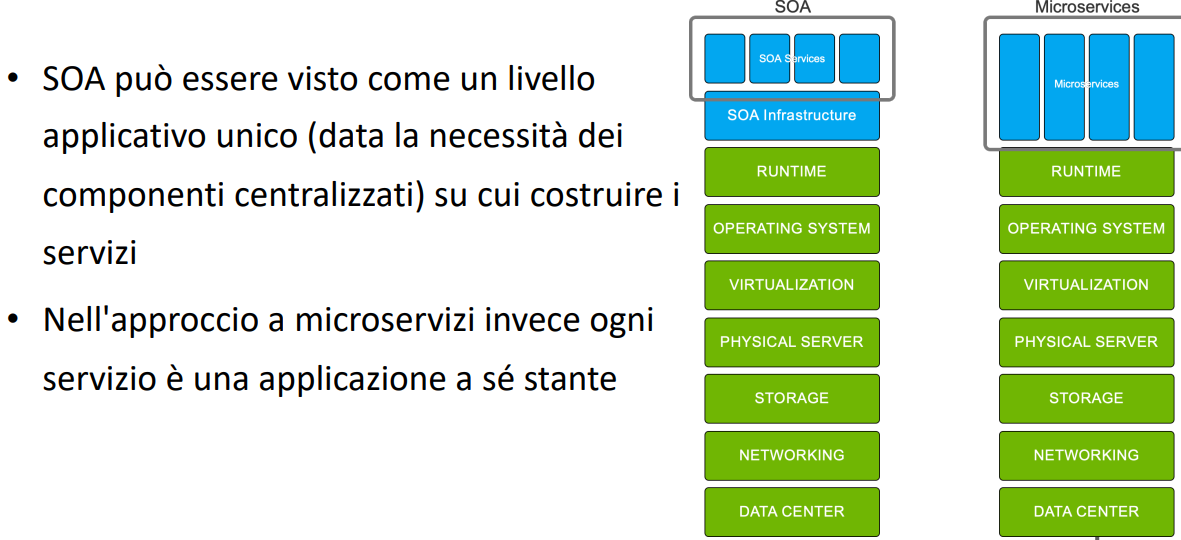 • SOA può essere visto come un livello
applicativo unico (data la necessità dei
componenti centralizzati) su cui costruire i
servizi
• Nell'approccio a microservizi invece ogni
servizio è una applicazione a sé stante
SOA
SOA Services
SOA Infrastructure
RUNTIME
OPERATING SYSTEM
VIRTUALIZATION
PHYSICAL SERVER
STORAGE
NETWORKING
DATA CENTER
Microservices
Microservices
RUNTIME
OPERATING SYSTEM
VIRTUALIZATION
PHYSICAL SERVER
STORAGE
NETWORKING
DATA CENTER